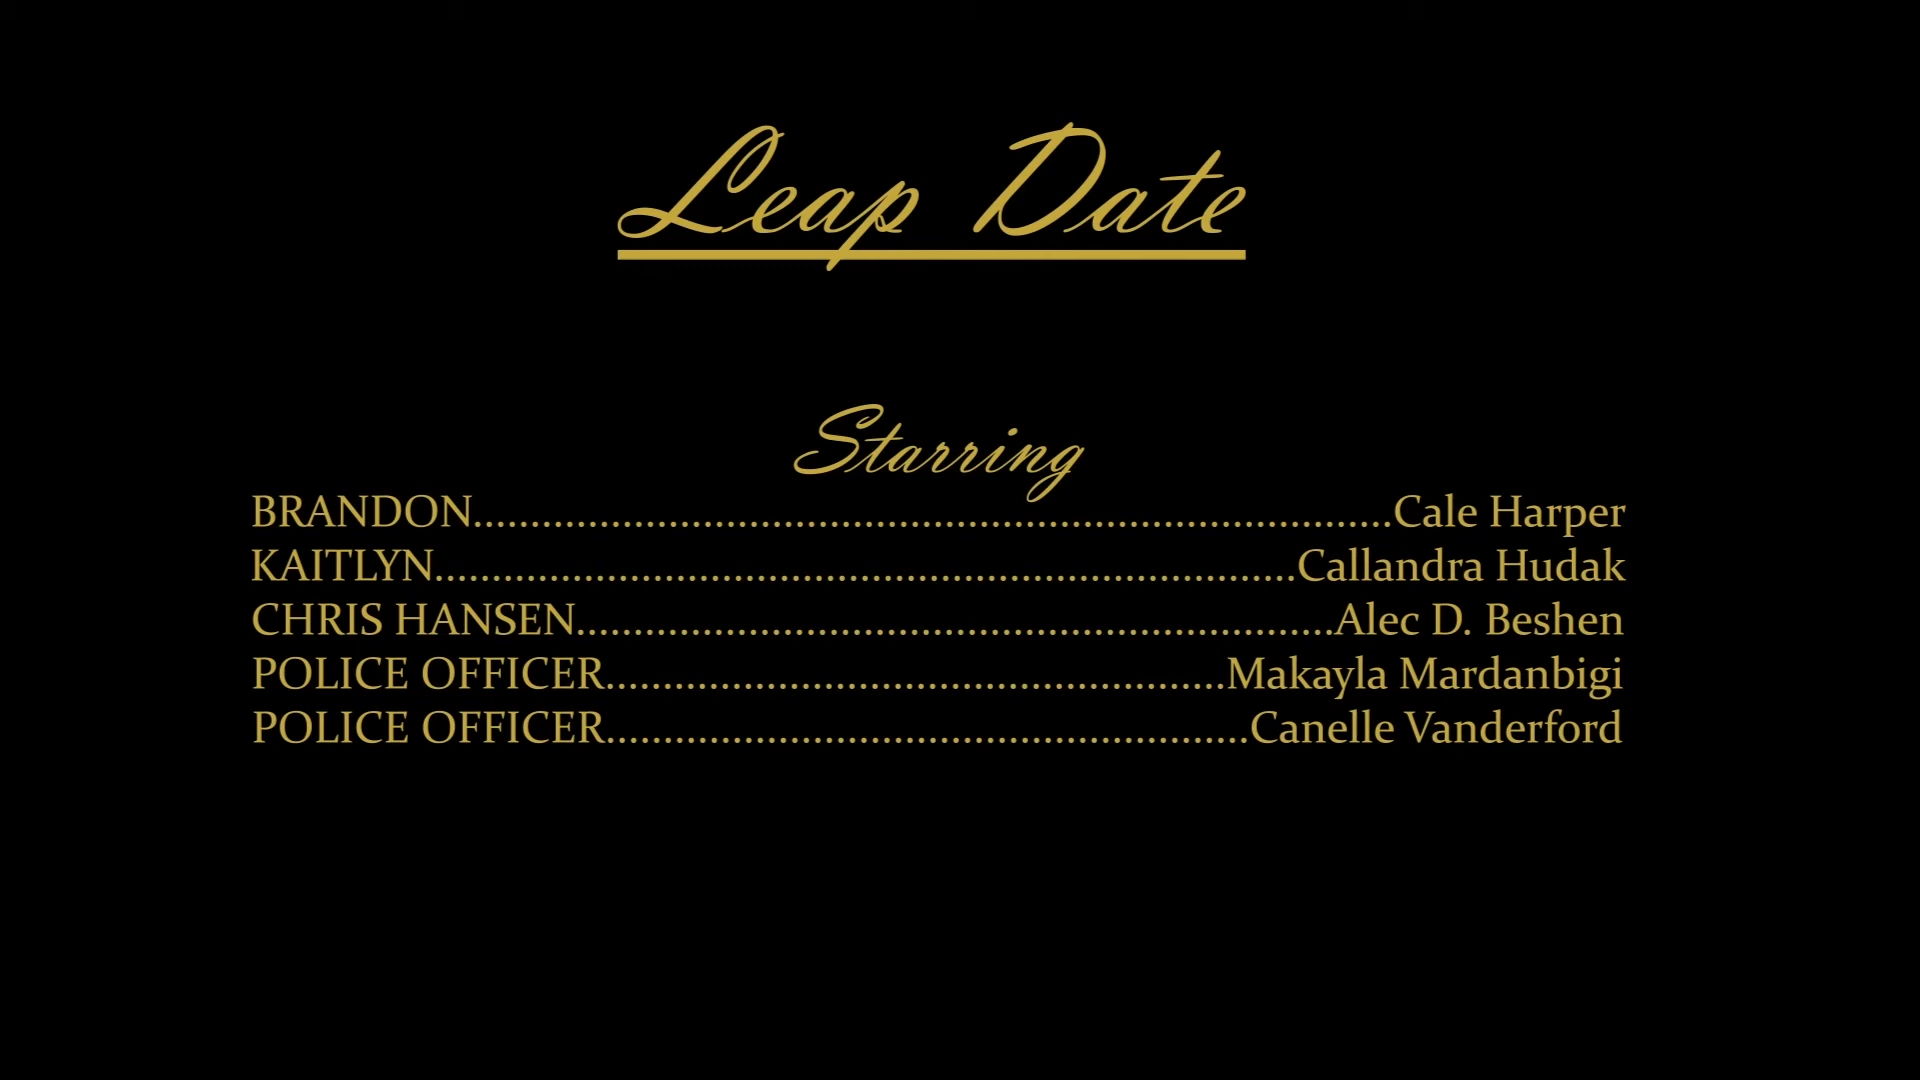 Leap Date
Starring
BRANDON................................................................................Cale Harper
KAITLYN...........................................................................Callandra Hudak
CHRIS HANSEN..................................................................Alec D. Beshen
POLICE OFFICER......................................................Makayla Mardanbigi
POLICE OFFICER........................................................Canelle Vanderford